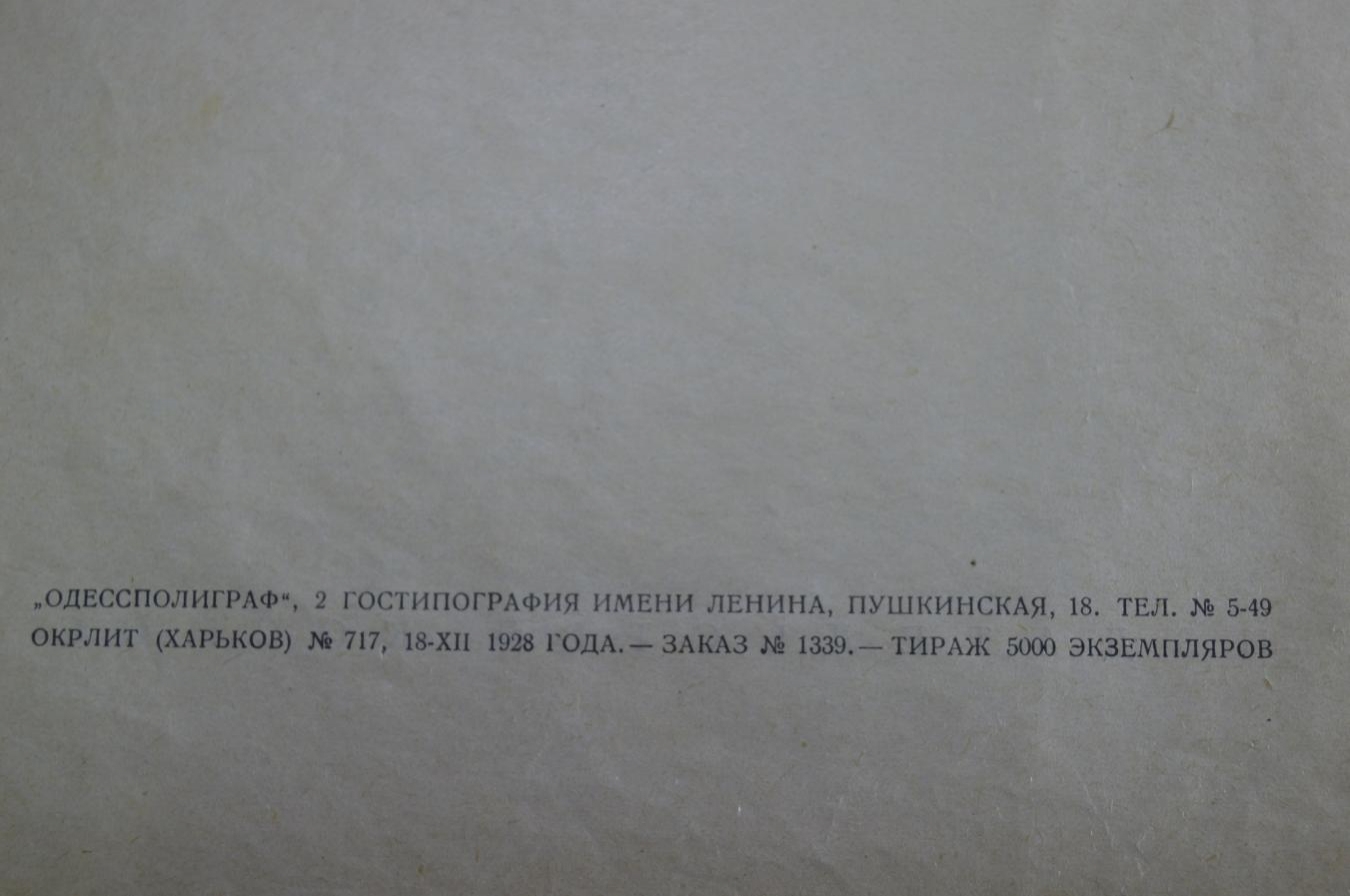 „ОДЕССПОЛИГРАФ“, 2 ГОСТИПОГРАФИЯ ИМЕНИ ЛЕНИНА, ПУШКИНСКАЯ, 18. ТЕЛ. № 5-49
ОКРЛИТ (ХАРЬКОВ) № 717, 18-XII 1928 ГОДА.— ЗАКАЗ № 1339.— ТИРАЖ 5000 ЭКЗЕМПЛЯРОВ